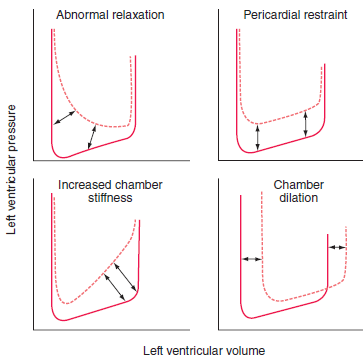 Abnormal relaxation
Pericardial restraint
Increased chamber
stiffness
Chamber
dilation
Left ventricular pressure
Left ventricular volume